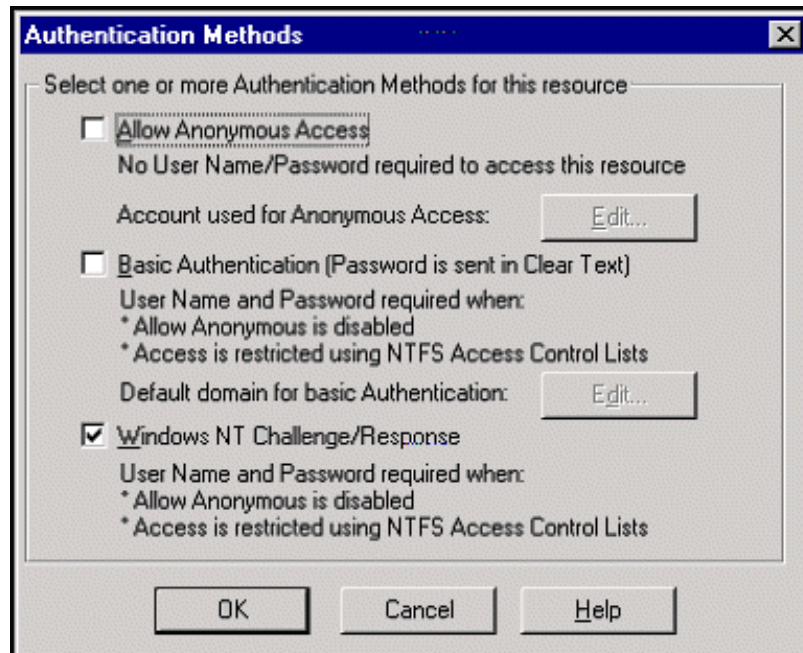 Authentication Methods
Select one or more Authentication Methods for this resource
Allow Anonymous Access
No User Name/Password required to access this resource
Account used for Anonymous Access:
Edit...
Basic Authentication (Password is sent in Clear Text)
User Name and Password required when:
* Allow Anonymous is disabled
* Access is restricted using NTFS Access Control Lists
Default domain for basic Authentication:
Edit...
Windows NT Challenge/Response
User Name and Password required when:
* Allow Anonymous is disabled
* Access is restricted using NTFS Access Control Lists
OK
Cancel
Help